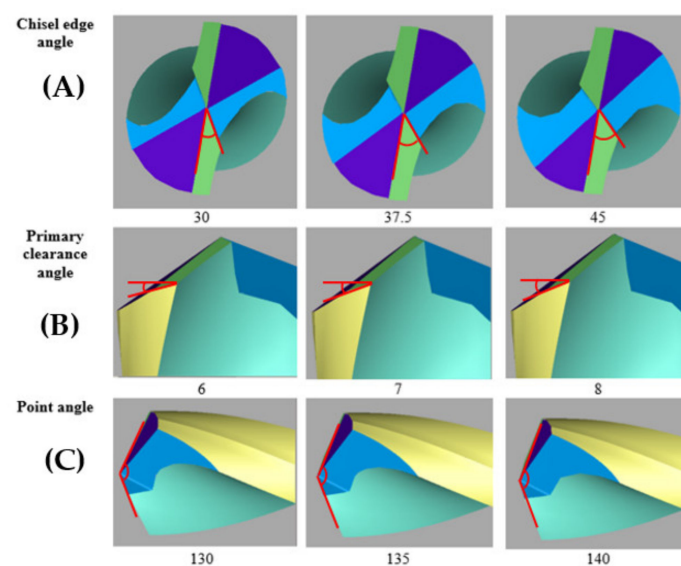 Chisel edge
angle
(A)
30
37.5
45
Primary
clearance
angle
(B)
6
7
8
Point angle
(C)
130
135
140